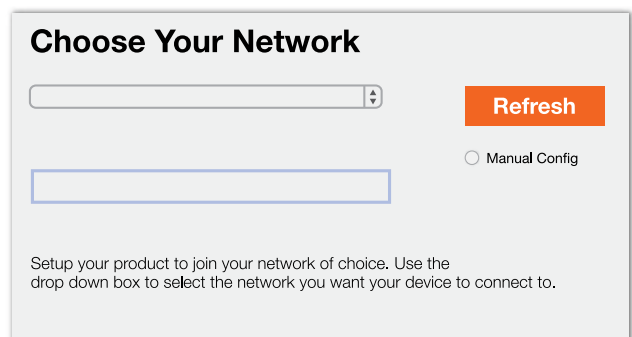 Choose Your Network
Refresh
Manual Config
Setup your product to join your network of choice. Use the
drop down box to select the network you want your device to connect to.